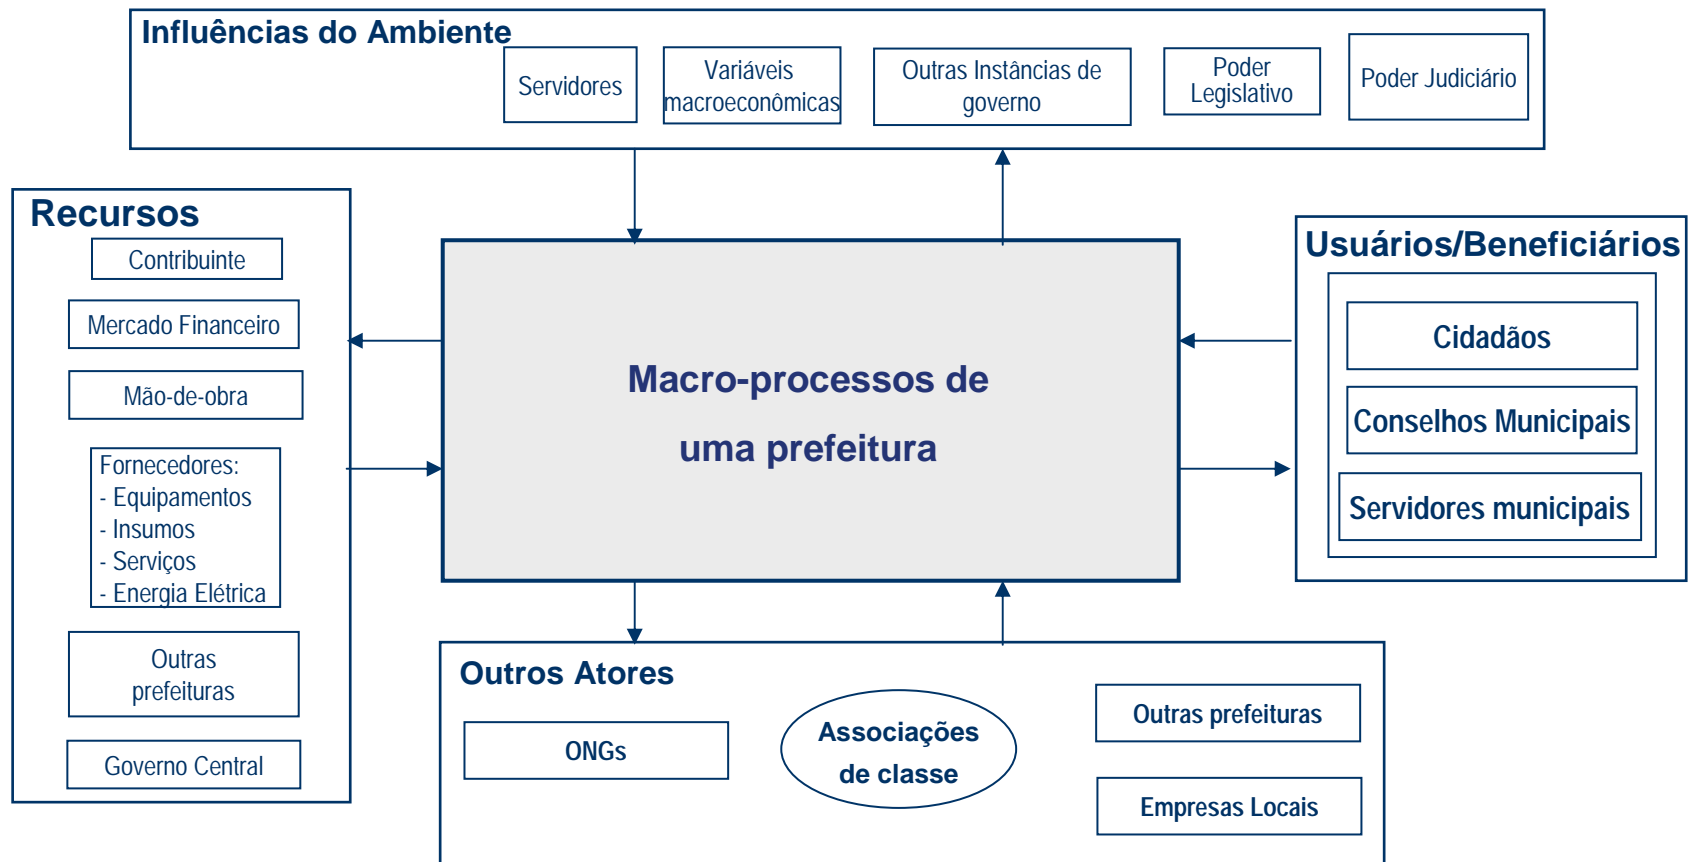 Influências do Ambiente
Servidores
Variáveis
macroeconômicas
Outras Instâncias de
governo
Poder
Legislativo
Poder Judiciário
Recursos
Contribuinte
Mercado Financeiro
Mão-de-obra
Fornecedores:
- Equipamentos
- Insumos
- Serviços
- Energia Elétrica
Outras
prefeituras
Governo Central
Macro-processos de
uma prefeitura
Usuários/Beneficiários
Cidadãos
Conselhos Municipais
Servidores municipais
Outros Atores
ONGs
Associações
de classe
Outras prefeituras
Empresas Locais